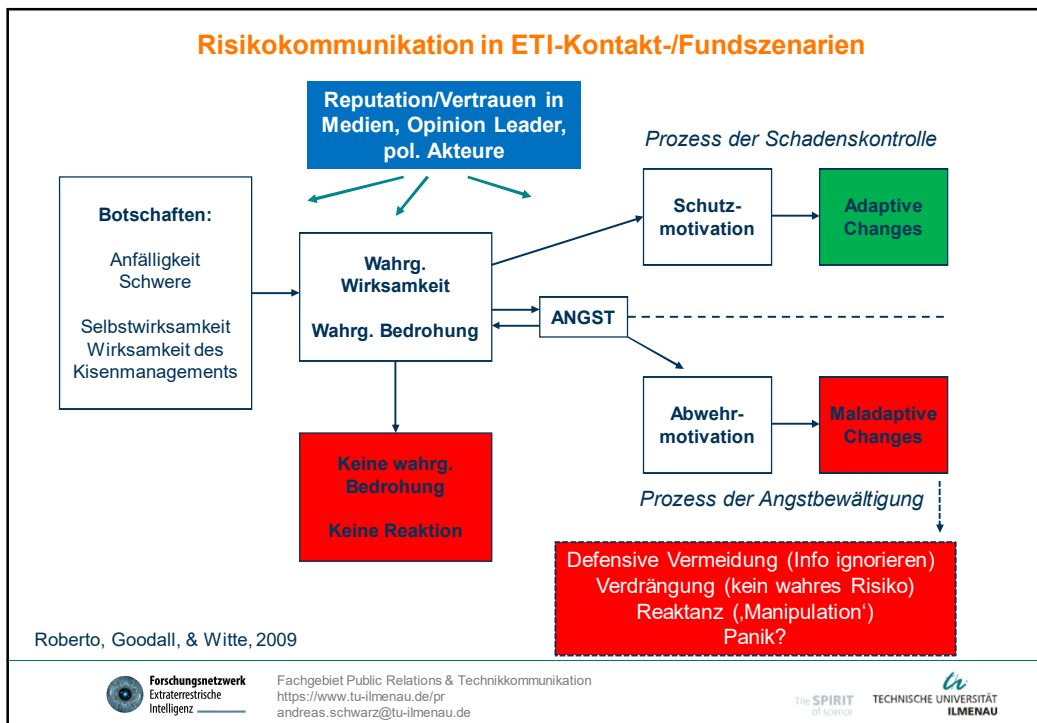 Risikokommunikation in ETI-Kontakt-/Fundszenarien
Reputation/Vertrauen in
Medien, Opinion Leader,
pol. Akteure
Prozess der Schadenskontrolle
Botschaften:
Anfälligkeit
Schwere
Selbstwirksamkeit
Wirksamkeit des
Kisenmanagements
Wahrg.
Wirksamkeit
Wahrg. Bedrohung
Schutz-
motivation
Adaptive
Changes
ANGST
Abwehr-
motivation
Maladaptive
Changes
Keine wahrg.
Bedrohung
Keine Reaktion
Prozess der Angstbewältigung
Defensive Vermeidung (Info ignorieren)
Verdrängung (kein wahres Risiko)
Reaktanz (‚Manipulation‘)
Panik?
Roberto, Goodall, & Witte, 2009
Forschungsnetzwerk
Extraterrestrische
Intelligenz
Fachgebiet Public Relations & Technikkommunikation
https://www.tu-ilmenau.de/pr
andreas.schwarz@tu-ilmenau.de
The SPIRIT
of science
th
TECHNISCHE UNIVERSITÄT
ILMENAU